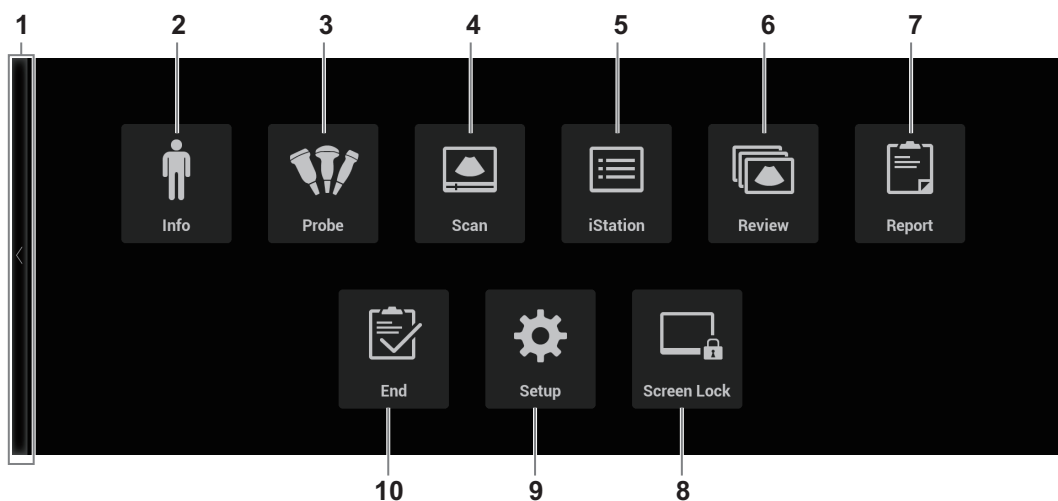 1 2 3 4 5 6 7
Info Probe Scan iStation Review Report
End Setup Screen Lock
10 9 8